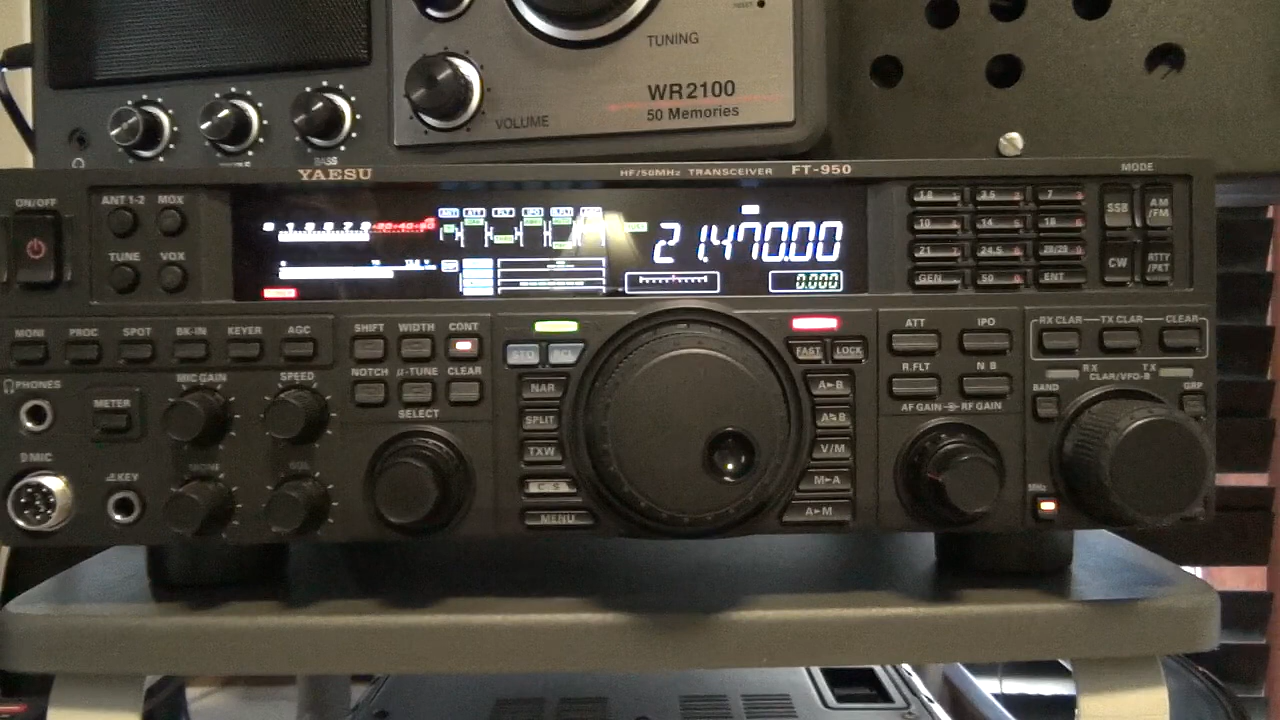 TUNING
WR2100
50 Memories
VOLUME
BASS
YAESU
HF/50MHz TRANSCEIVER FT-950
MODE
ON/OFF
ANT 1-2 MOX
TUNE VOX
21.470.00
0.000
1.8 3.5 7
10 14 18
21 24.5 28/29
GEN 50 ENT
SSB AM/FM
CW RTTY/PKT
MONI PROC SPOT BK-IN KEYER AGC
SHIFT WIDTH CONT
NOTCH µ-TUNE CLEAR
SELECT
PHONES
METER
MIC GAIN SPEED
MIC
KEY
STO RCL
NAR
SPLIT
TXW
C.S
MENU
FAST LOCK
A▶B
A⇆B
V/M
M▶A
A▶M
ATT IPO
R.FLT N B
AF GAIN RF GAIN
RX CLAR TX CLAR CLEAR
RX TX
CLAR/VFO-B
BAND GRP
MHz